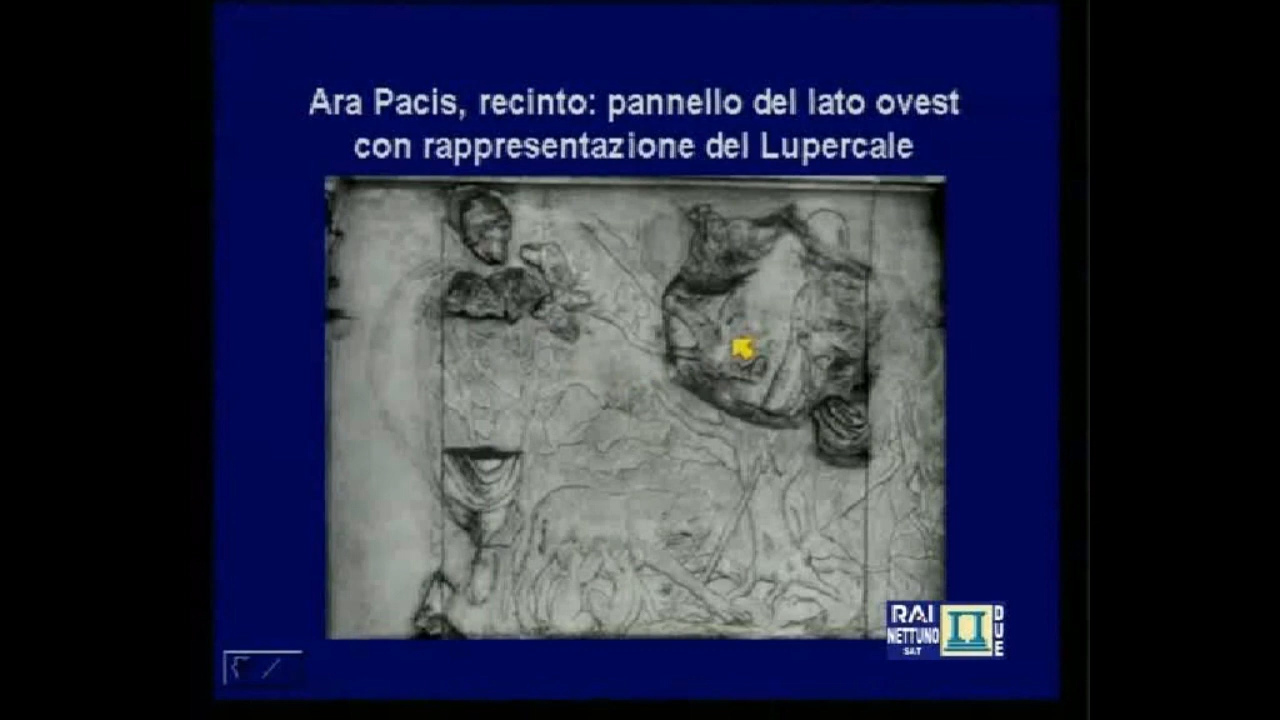 Ara Pacis, recinto: pannello del lato ovest
con rappresentazione del Lupercale
RAI
NETTUNO
SAT
DUE